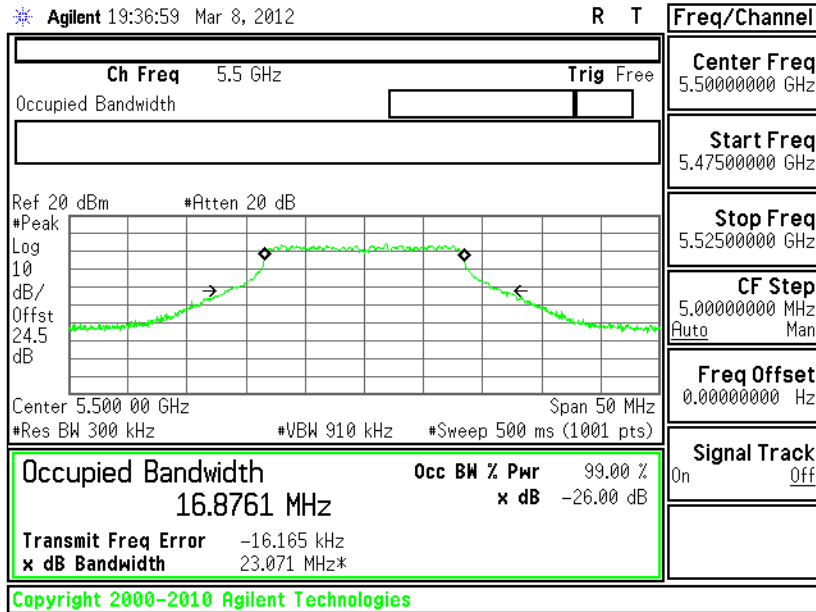 Agilent 19:36:59 Mar 8, 2012 R T
Ch Freq 5.5 GHz Trig Free
Occupied Bandwidth
Ref 20 dBm #Atten 20 dB
#Peak
Log
10
dB/
Offst
24.5
dB
Center 5.500 00 GHz Span 50 MHz
#Res BW 300 kHz #VBW 910 kHz #Sweep 500 ms (1001 pts)
Occupied Bandwidth
16.8761 MHz
Occ BW % Pwr 99.00 %
x dB -26.00 dB
Transmit Freq Error -16.165 kHz
x dB Bandwidth 23.071 MHz*
Copyright 2000-2010 Agilent Technologies
Freq/Channel
Center Freq
5.50000000 GHz
Start Freq
5.47500000 GHz
Stop Freq
5.52500000 GHz
CF Step
5.00000000 MHz
Auto Man
Freq Offset
0.00000000 Hz
Signal Track
On Off